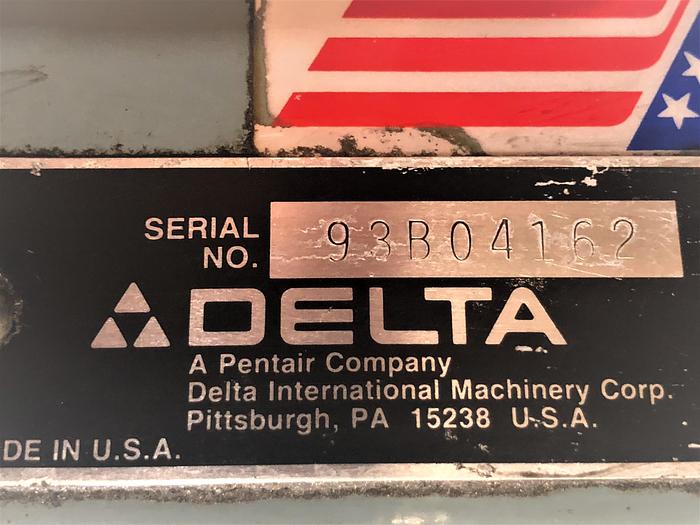 SERIAL
NO.
93B04162
DELTA
A Pentair Company
Delta International Machinery Corp.
Pittsburgh, PA 15238 U.S.A.
DE IN U.S.A.